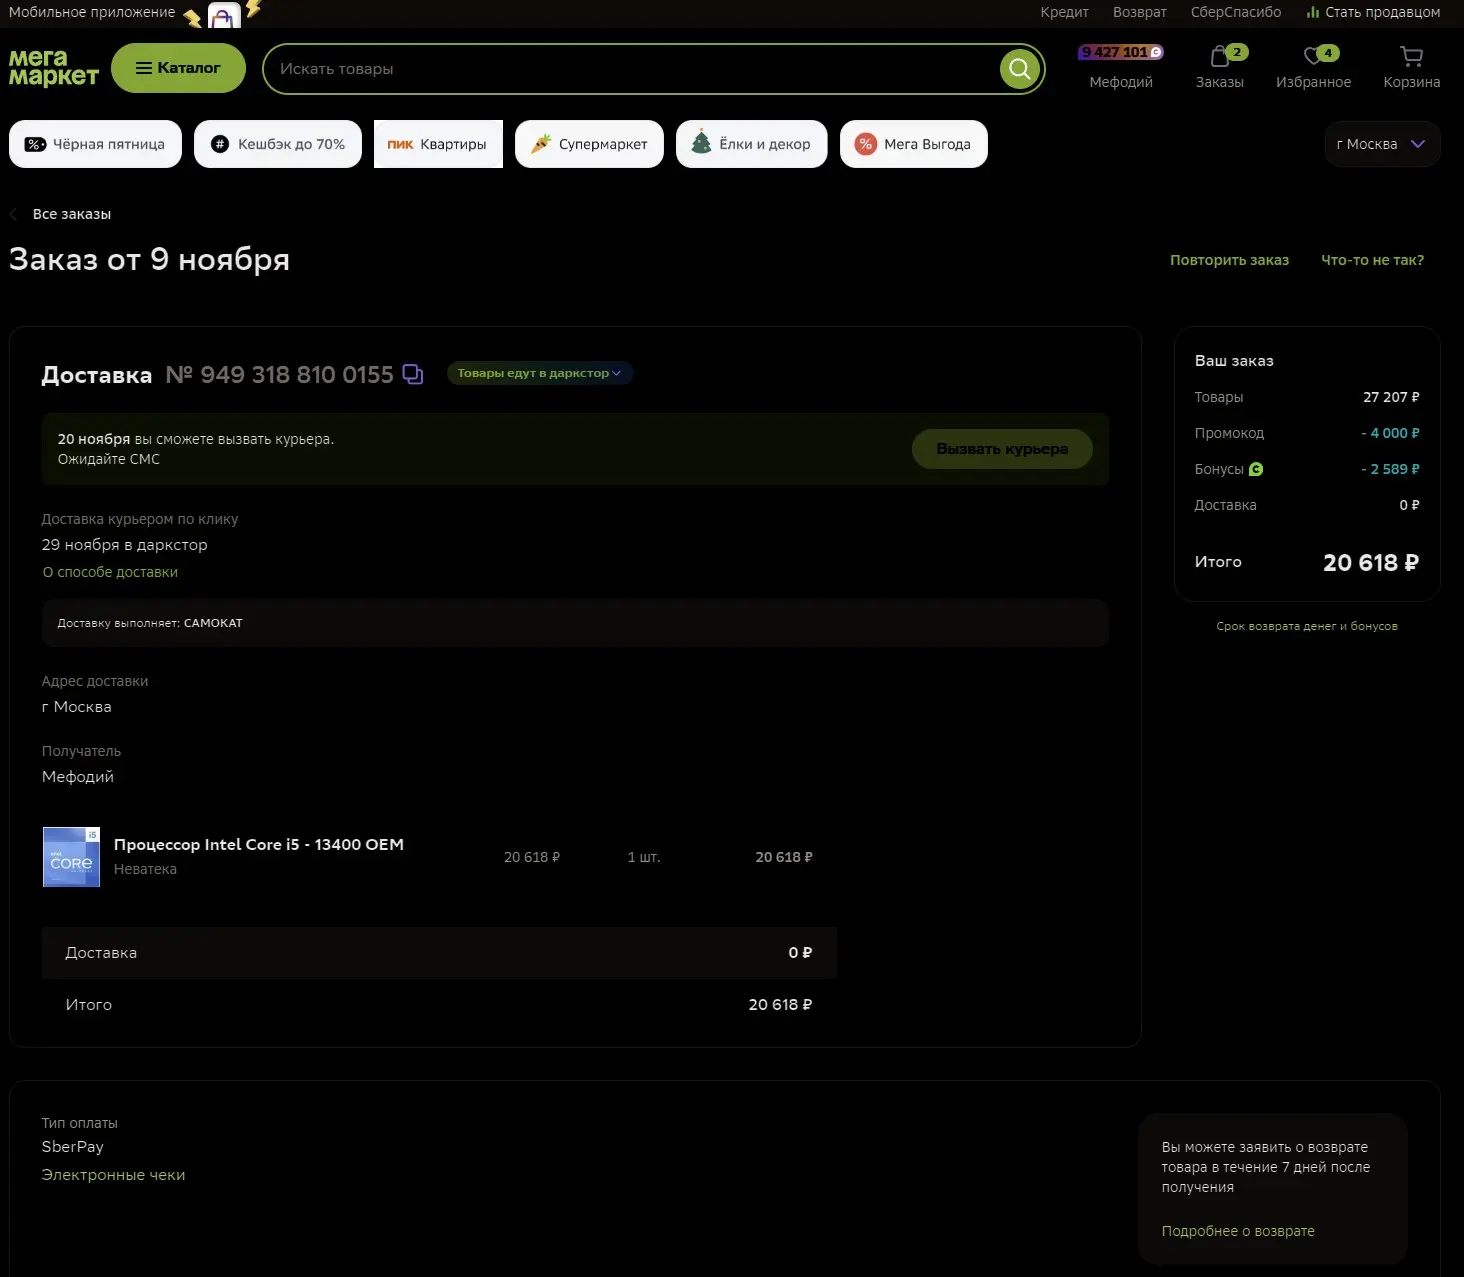 Мобильное приложение
Кредит Возврат СберСпасибо Стать продавцом
мега маркет
Каталог
Искать товары
9 427 101
Мефодий
2
Заказы
4
Избранное
Корзина
Чёрная пятница
Кешбэк до 70%
ПИК Квартиры
Супермаркет
Ёлки и декор
Мега Выгода
г Москва
Все заказы
Заказ от 9 ноября
Повторить заказ Что-то не так?
Доставка № 949 318 810 0155 Товары едут в даркстор
20 ноября вы сможете вызвать курьера.
Ожидайте СМС
Вызвать курьера
Доставка курьером по клику
29 ноября в даркстор
О способе доставки
Доставку выполняет: САМОКАТ
Адрес доставки
г Москва
Получатель
Мефодий
intel CORE i5
Процессор Intel Core i5 - 13400 OEM
Неватека
20 618 ₽ 1 шт. 20 618 ₽
Доставка 0 ₽
Итого 20 618 ₽
Ваш заказ
Товары 27 207 ₽
Промокод - 4 000 ₽
Бонусы - 2 589 ₽
Доставка 0 ₽
Итого 20 618 ₽
Срок возврата денег и бонусов
Тип оплаты
SberPay
Электронные чеки
Вы можете заявить о возврате
товара в течение 7 дней после
получения
Подробнее о возврате